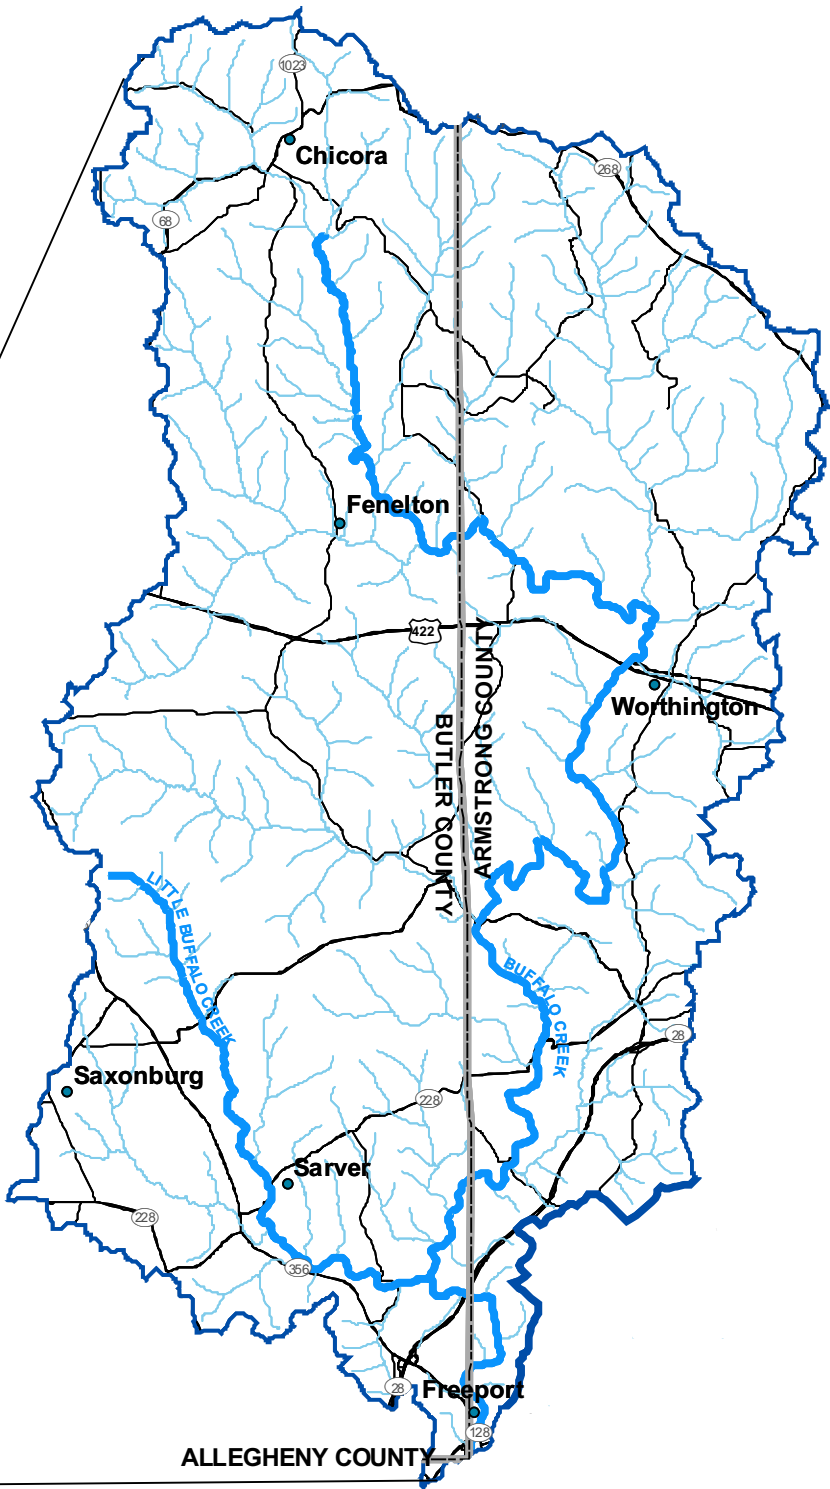 1023
Chicora
268
68
Fenelton
422
Worthington
BUTLER COUNTY
ARMSTRONG COUNTY
LITTLE BUFFALO CREEK
BUFFALO CREEK
28
Saxonburg
228
Sarver
228
356
28
Freeport
128
ALLEGHENY COUNTY